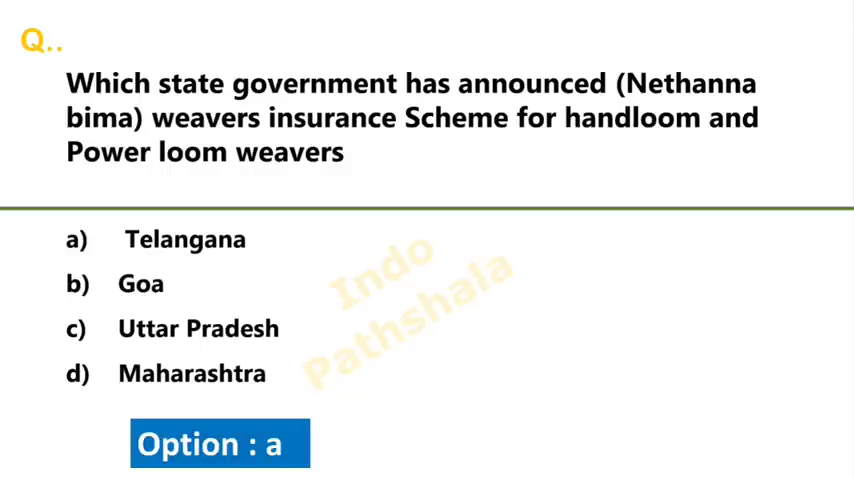 Q..
Which state government has announced (Nethanna
bima) weavers insurance Scheme for handloom and
Power loom weavers
a) Telangana
b) Goa
c) Uttar Pradesh
d) Maharashtra
Indo
Pathshala
Option : a